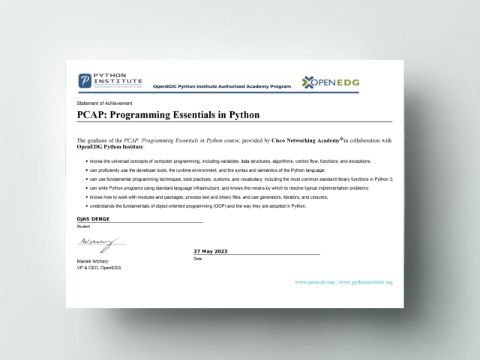 PYTHON
INSTITUTE
OpenEDG Python Institute Authorized Academy Program
OPENEDG
Statement of Achievement
PCAP: Programming Essentials in Python
The graduate of the PCAP: Programming Essentials in Python course, provided by Cisco Networking Academy® in collaboration with
OpenEDG Python Institute:
• knows the universal concepts of computer programming, including variables, data structures, algorithms, control flow, functions, and exceptions;
• can proficiently use the developer tools, the runtime environment, and the syntax and semantics of the Python language;
• can use fundamental programming techniques, best practices, customs, and vocabulary, including the most common standard library functions in Python 3;
• can write Python programs using standard language infrastructure, and knows the means by which to resolve typical implementation problems;
• knows how to work with modules and packages, process text and binary files, and use generators, iterators, and closures;
• understands the fundamentals of object-oriented programming (OOP) and the way they are adopted in Python.
OJAS DENGE
Student
27 May 2023
Date
Maciek Wichary
VP & CEO, OpenEDG
www.netacad.com | www.pythoninstitute.org